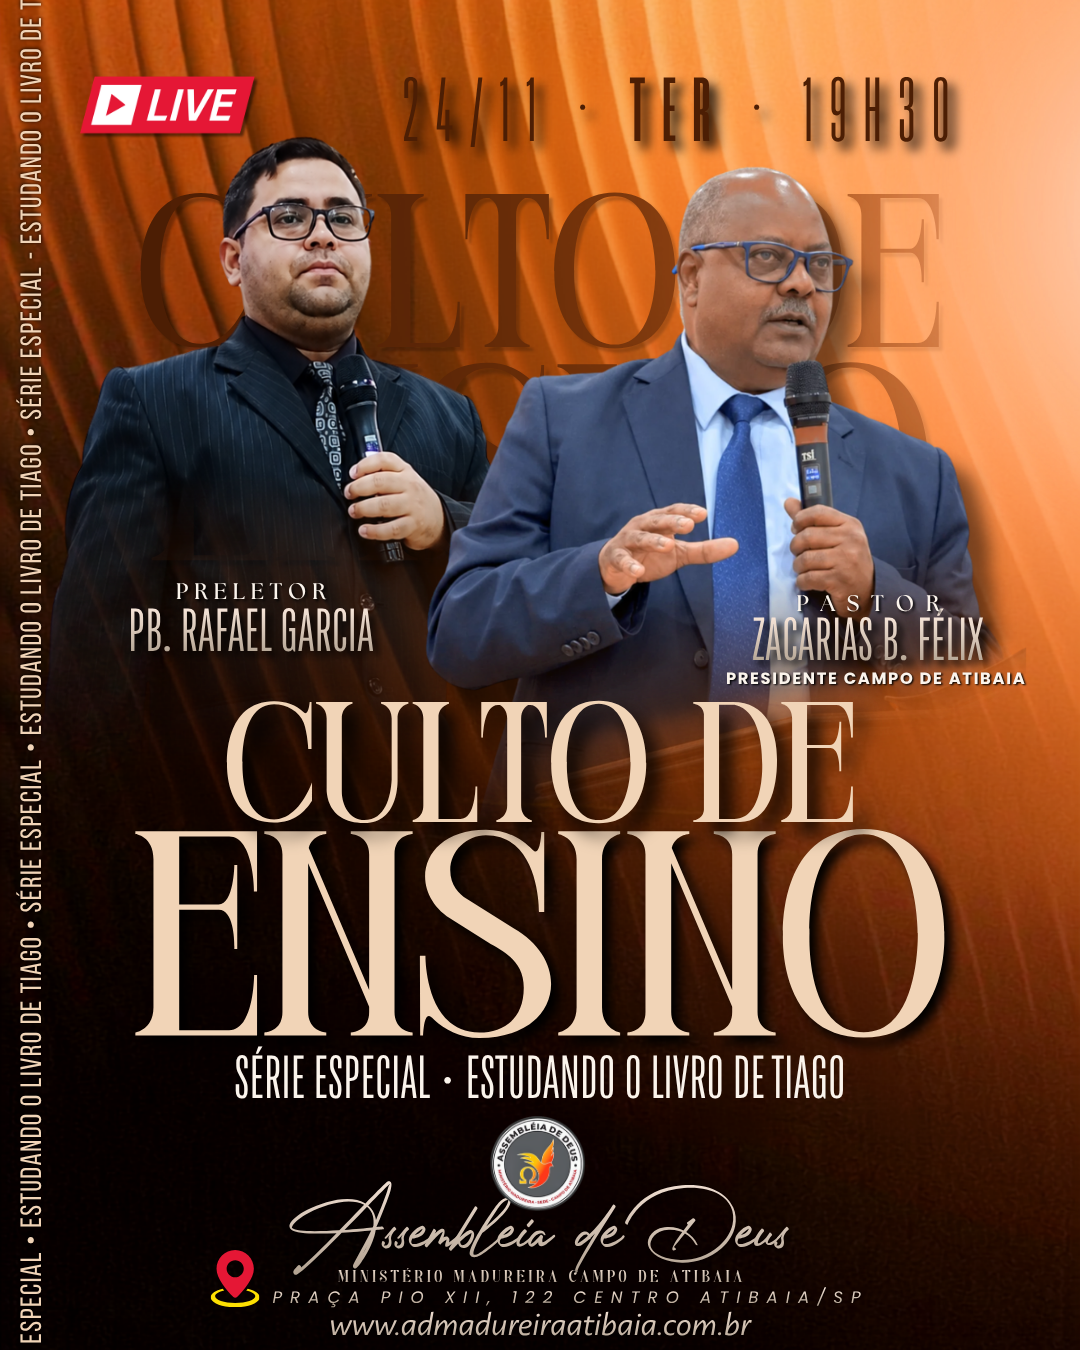 LIVE
24/11 · TER · 19H30
CULTO DE
PRELETOR
PB. RAFAEL GARCIA
PASTOR
ZACARIAS B. FÉLIX
PRESIDENTE CAMPO DE ATIBAIA
CULTO DE
ENSINO
SÉRIE ESPECIAL · ESTUDANDO O LIVRO DE TIAGO
ASSEMBLÉIA DE DEUS
Assembleia de Deus
MINISTÉRIO MADUREIRA CAMPO DE ATIBAIA
PRAÇA PIO XII, 122 CENTRO ATIBAIA/SP
www.admadureiraatibaia.com.br
ESPECIAL • ESTUDANDO O LIVRO DE TIAGO • SÉRIE ESPECIAL • ESTUDANDO O LIVRO DE TIAGO • SÉRIE ESPECIAL - ESTUDANDO O LIVRO DE T